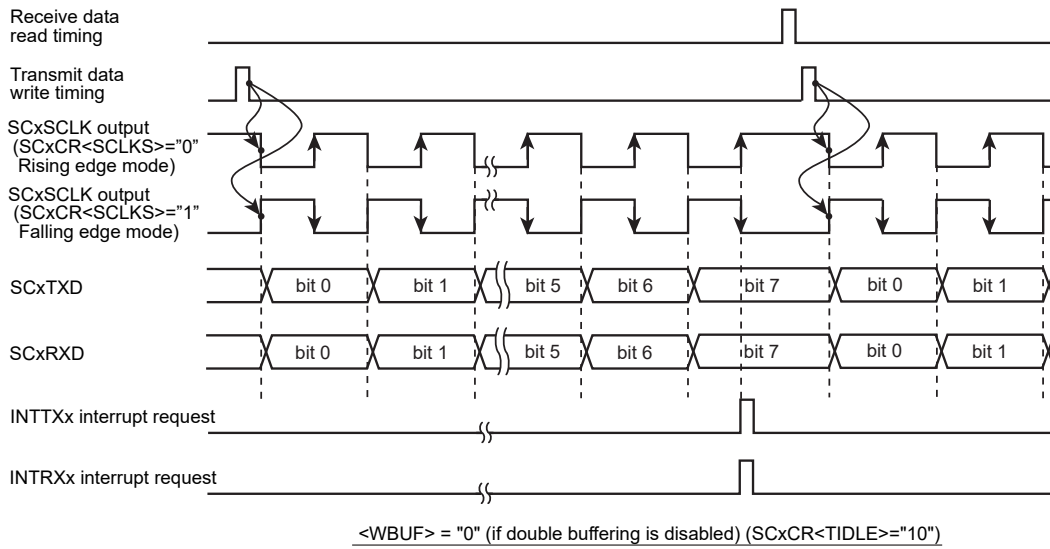 Receive data
read timing
Transmit data
write timing
SCxSCLK output
(SCxCR<SCLKS>="0"
Rising edge mode)
SCxSCLK output
(SCxCR<SCLKS>="1"
Falling edge mode)
SCxTXD
bit 0 bit 1 bit 5 bit 6 bit 7 bit 0 bit 1
SCxRXD
bit 0 bit 1 bit 5 bit 6 bit 7 bit 0 bit 1
INTTXx interrupt request
INTRXx interrupt request
<WBUF> = "0" (if double buffering is disabled) (SCxCR<TIDLE>="10")